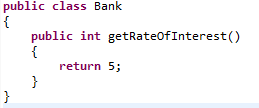 public class Bank
{
    public int getRateOfInterest()
    {
        return 5;
    }
}